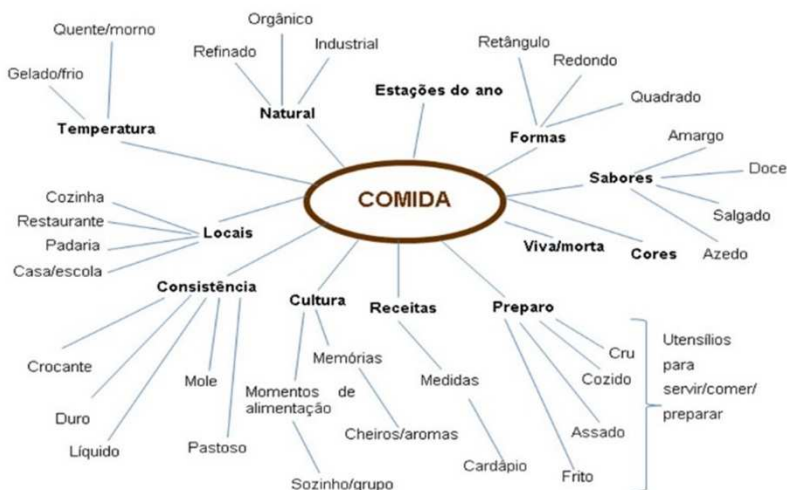 Quente/morno
Gelado/frio
Temperatura
Orgânico
Refinado
Industrial
Natural
Estações do ano
Retângulo
Redondo
Quadrado
Formas
Amargo
Doce
Sabores
Salgado
Azedo
COMIDA
Cozinha
Restaurante
Padaria
Casa/escola
Locais
Viva/morta
Cores
Consistência
Crocante
Duro
Líquido
Mole
Pastoso
Cultura
Memórias
Momentos de
alimentação
Cheiros/aromas
Sozinho/grupo
Receitas
Medidas
Cardápio
Preparo
Cru
Cozido
Assado
Frito
Utensílios
para
servir/comer/
preparar